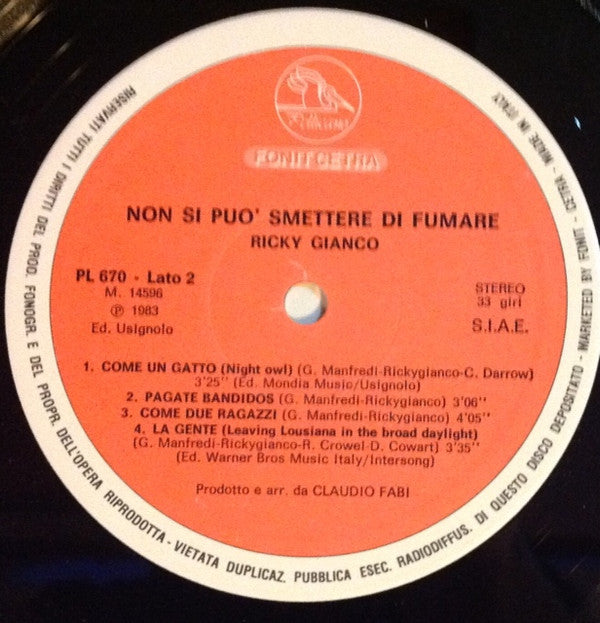 FONIT CETRA
NON SI PUO' SMETTERE DI FUMARE
RICKY GIANCO
PL 670 - Lato 2
M. 14596
℗ 1983
Ed. Usignolo
STEREO
33 giri
S.I.A.E.
1. COME UN GATTO (Night owl) (G. Manfredi-Rickygianco-C. Darrow)
3'25" (Ed. Mondia Music/Usignolo)
2. PAGATE BANDIDOS (G. Manfredi-Rickygianco) 3'06"
3. COME DUE RAGAZZI (G. Manfredi-Rickygianco) 4'05"
4. LA GENTE (Leaving Lousiana in the broad daylight)
(G. Manfredi-Rickygianco-R. Crowel-D. Cowart) 3'35"
(Ed. Warner Bros Music Italy/Intersong)
Prodotto e arr. da CLAUDIO FABI
RISERVATI TUTTI I DIRITTI DEL PROD. FONOGR. E DEL PROPR. DELL'OPERA RIPRODOTTA - VIETATA DUPLICAZ. PUBBLICA ESEC. RADIODIFFUS. DI QUESTO DISCO DEPOSITATO - MARKETED BY FONIT - CETRA - MADE IN ITALY